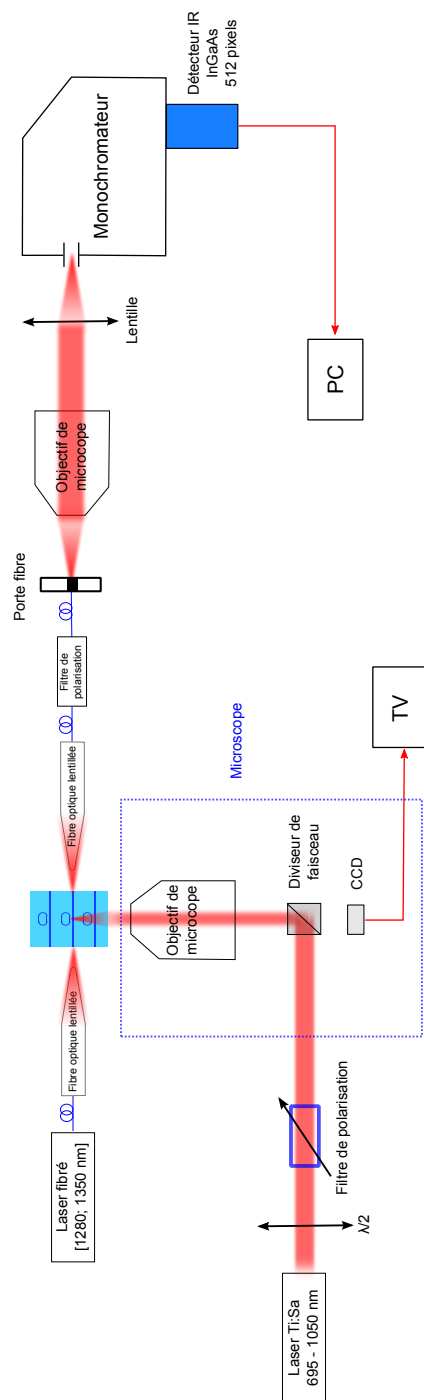 Laser fibré
[1280; 1350 nm]
Fibre optique lentillée
Fibre optique lentillée
Filtre de
polarisation
Porte fibre
Objectif de
microcope
Lentille
Monochromateur
Détecteur IR
InGaAs
512 pixels
Microscope
Objectif de
microcope
Laser Ti:Sa
695 - 1050 nm
λ/2
Filtre de polarisation
Diviseur de
faisceau
CCD
TV
PC